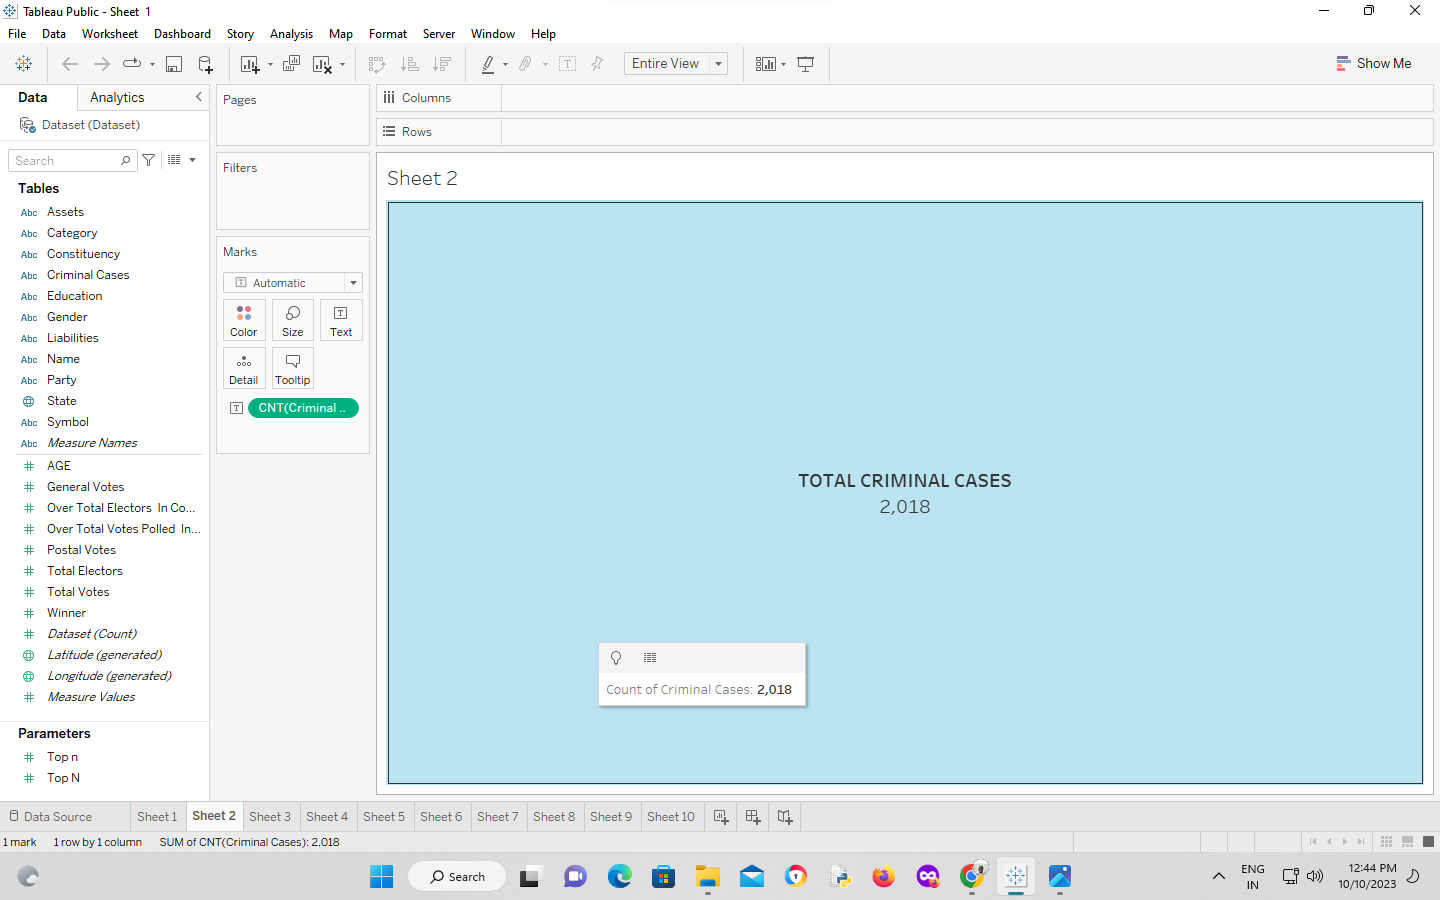 Tableau Public - Sheet 1
File Data Worksheet Dashboard Story Analysis Map Format Server Window Help
Entire View
Show Me
Data
Analytics
Dataset (Dataset)
Search
Tables
Abc Assets
Abc Category
Abc Constituency
Abc Criminal Cases
Abc Education
Abc Gender
Abc Liabilities
Abc Name
Abc Party
State
Abc Symbol
Abc Measure Names
# AGE
# General Votes
# Over Total Electors In Co...
# Over Total Votes Polled In...
# Postal Votes
# Total Electors
# Total Votes
# Winner
# Dataset (Count)
Latitude (generated)
Longitude (generated)
# Measure Values
Parameters
# Top n
# Top N
Pages
Filters
Marks
T Automatic
Color Size Text
Detail Tooltip
T CNT(Criminal ..
Columns
Rows
Sheet 2
TOTAL CRIMINAL CASES
2,018
Count of Criminal Cases: 2,018
Data Source Sheet 1 Sheet 2 Sheet 3 Sheet 4 Sheet 5 Sheet 6 Sheet 7 Sheet 8 Sheet 9 Sheet 10
1 mark 1 row by 1 column SUM of CNT(Criminal Cases): 2,018
Search
ENG
IN
12:44 PM
10/10/2023